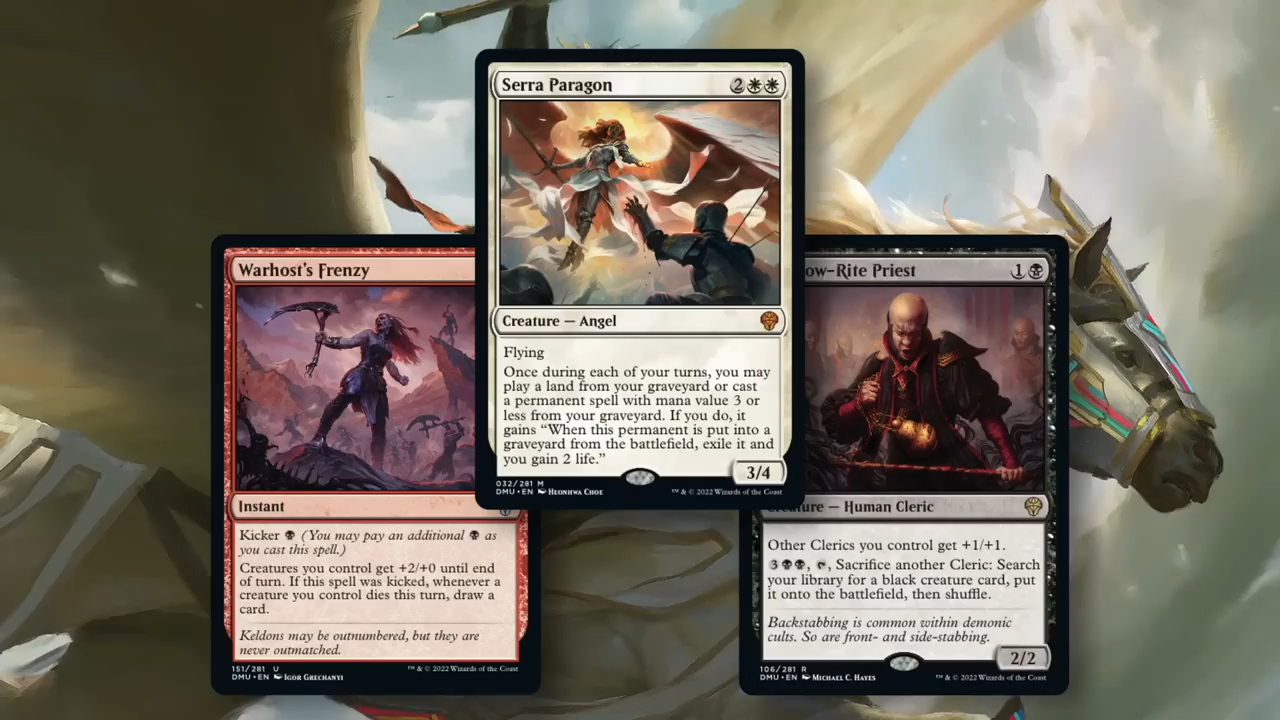 Serra Paragon 2
Creature — Angel
Flying
Once during each of your turns, you may
play a land from your graveyard or cast
a permanent spell with mana value 3 or
less from your graveyard. If you do, it
gains “When this permanent is put into a
graveyard from the battlefield, exile it and
you gain 2 life.”
3/4
032/281 M
DMU • EN Heonhwa Choe ™ & © 2022 Wizards of the Coast
Warhost's Frenzy
Instant
Kicker (You may pay an additional as
you cast this spell.)
Creatures you control get +2/+0 until end
of turn. If this spell was kicked, whenever a
creature you control dies this turn, draw a
card.
Keldons may be outnumbered, but they are
never outmatched.
151/281 U
DMU • EN Igor Grechanyi ™ & © 2022 Wizards of the Coast
ow-Rite Priest 1
Creature — Human Cleric
Other Clerics you control get +1/+1.
3, , Sacrifice another Cleric: Search
your library for a black creature card, put
it onto the battlefield, then shuffle.
Backstabbing is common within demonic
cults. So are front- and side-stabbing.
2/2
106/281 R
DMU • EN Michael C. Hayes ™ & © 2022 Wizards of the Coast